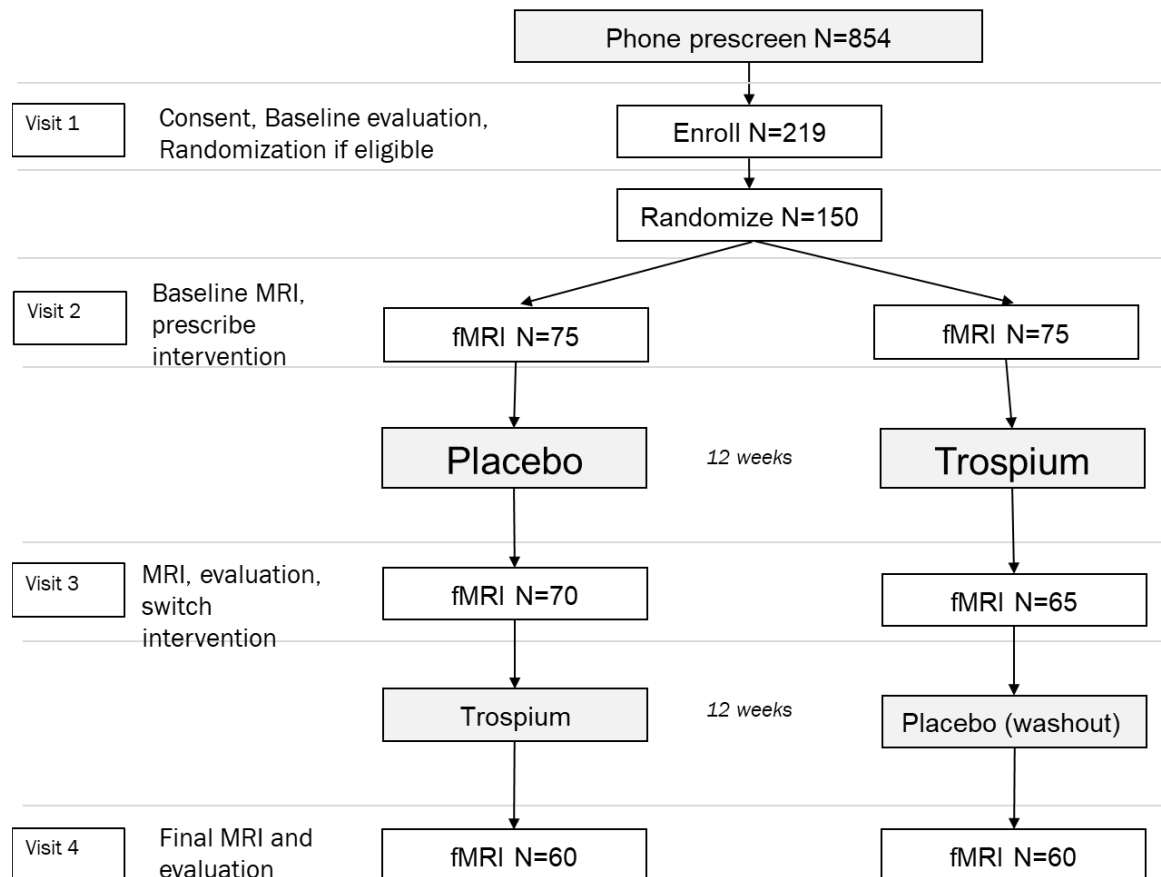 Phone prescreen N=854
Visit 1
Consent, Baseline evaluation,
Randomization if eligible
Enroll N=219
Randomize N=150
Visit 2
Baseline MRI,
prescribe
intervention
fMRI N=75
fMRI N=75
Placebo
12 weeks
Trospium
Visit 3
MRI, evaluation,
switch
intervention
fMRI N=70
fMRI N=65
Trospium
12 weeks
Placebo (washout)
Visit 4
Final MRI and
evaluation
fMRI N=60
fMRI N=60